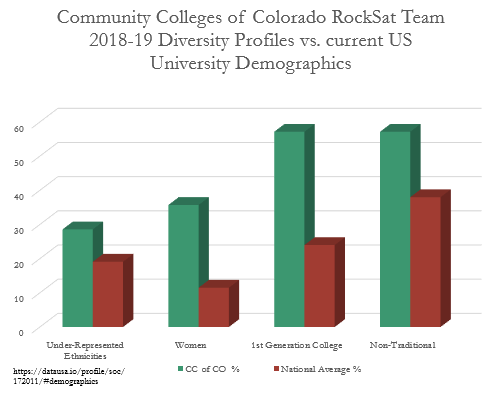 Community Colleges of Colorado RockSat Team
2018-19 Diversity Profiles vs. current US
University Demographics
60
50
40
30
20
10
0
Under-Represented
Ethnicities
Women
1st Generation College
Non-Traditional
https://datausa.io/profile/soc/
172011/#demographics
CC of CO %
National Average %